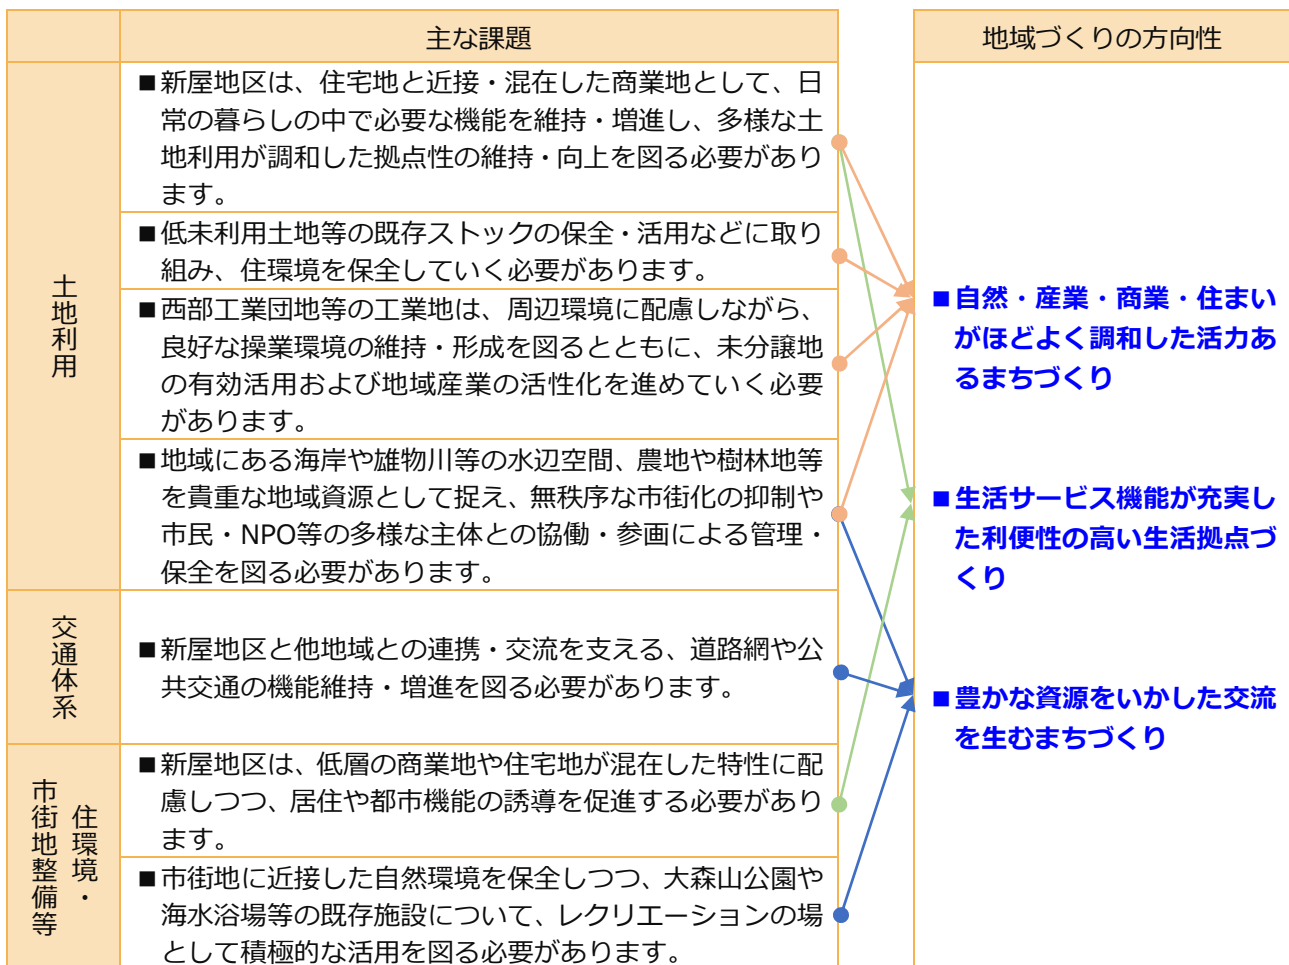 主な課題
土地利用
■新屋地区は、住宅地と近接・混在した商業地として、日
常の暮らしの中で必要な機能を維持・増進し、多様な土
地利用が調和した拠点性の維持・向上を図る必要があり
ます。
■低未利用土地等の既存ストックの保全・活用などに取り
組み、住環境を保全していく必要があります。
■西部工業団地等の工業地は、周辺環境に配慮しながら、
良好な操業環境の維持・形成を図るとともに、未分譲地
の有効活用および地域産業の活性化を進めていく必要
があります。
■地域にある海岸や雄物川等の水辺空間、農地や樹林地等
を貴重な地域資源として捉え、無秩序な市街化の抑制や
市民・NPO等の多様な主体との協働・参画による管理・
保全を図る必要があります。
交通体系
■新屋地区と他地域との連携・交流を支える、道路網や公
共交通の機能維持・増進を図る必要があります。
住環境・
市街地整備等
■新屋地区は、低層の商業地や住宅地が混在した特性に配
慮しつつ、居住や都市機能の誘導を促進する必要があり
ます。
■市街地に近接した自然環境を保全しつつ、大森山公園や
海水浴場等の既存施設について、レクリエーションの場
として積極的な活用を図る必要があります。
地域づくりの方向性
■自然・産業・商業・住まい
がほどよく調和した活力あ
るまちづくり
■生活サービス機能が充実し
た利便性の高い生活拠点づ
くり
■豊かな資源をいかした交流
を生むまちづくり